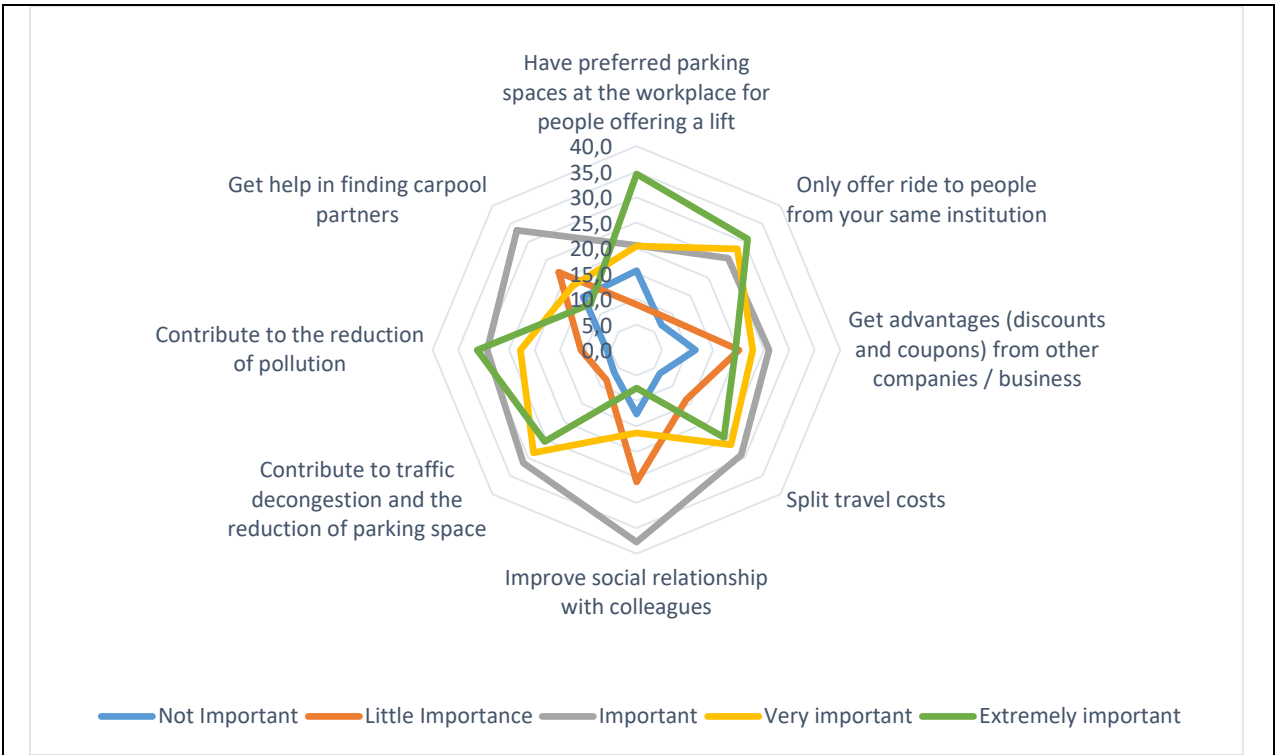 Have preferred parking
spaces at the workplace for
people offering a lift
40,0
35,0
30,0
25,0
20,0
15,0
10,0
5,0
0,0
Only offer ride to people
from your same institution
Get advantages (discounts
and coupons) from other
companies / business
Split travel costs
Improve social relationship
with colleagues
Contribute to traffic
decongestion and the
reduction of parking space
Contribute to the reduction
of pollution
Get help in finding carpool
partners
Not Important Little Importance Important Very important Extremely important